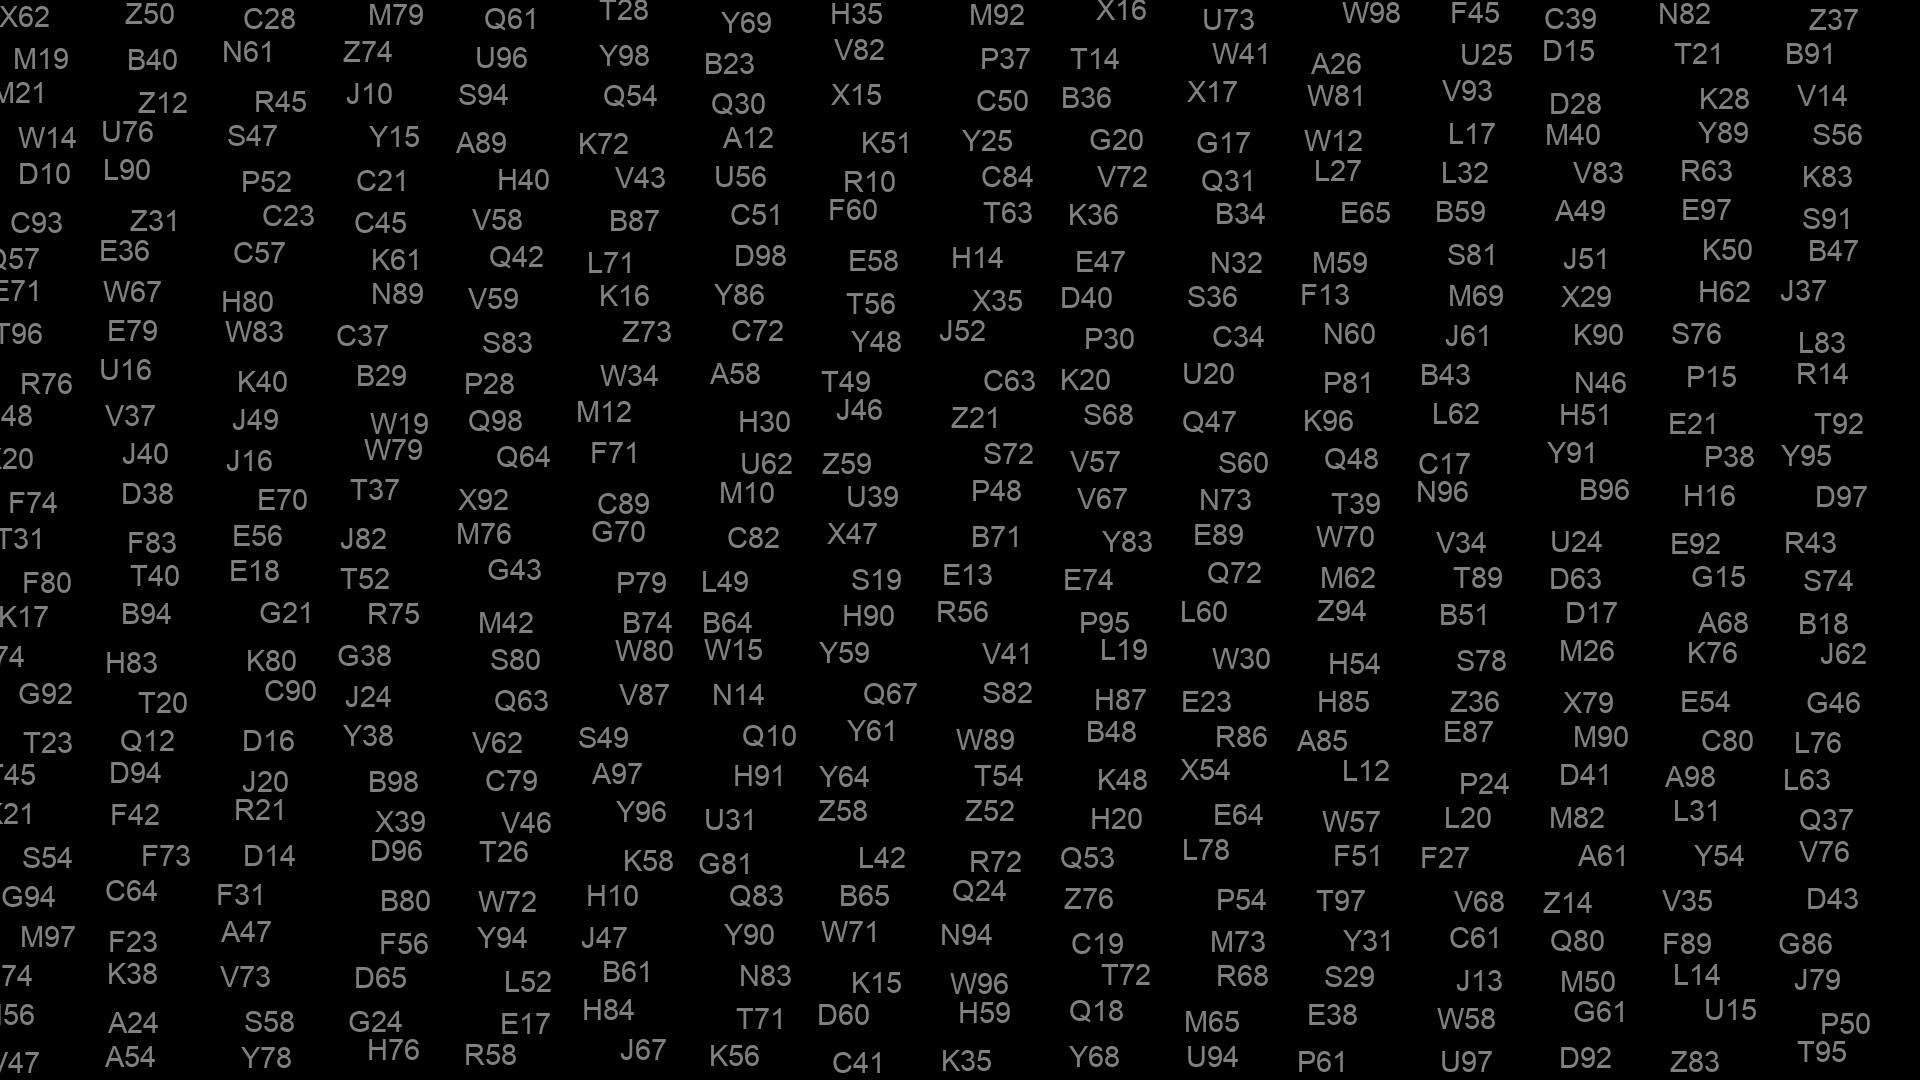 X62 Z50 C28 M79 Q61 T28 Y69 H35 M92 X16 U73 W98 F45 C39 N82 Z37
M19 B40 N61 Z74 U96 Y98 B23 V82 P37 T14 W41 A26 U25 D15 T21 B91
M21 Z12 R45 J10 S94 Q54 Q30 X15 C50 B36 X17 W81 V93 D28 K28 V14
W14 U76 S47 Y15 A89 K72 A12 K51 Y25 G20 G17 W12 L17 M40 Y89 S56
D10 L90 P52 C21 H40 V43 U56 R10 C84 V72 Q31 L27 L32 V83 R63 K83
C93 Z31 C23 C45 V58 B87 C51 F60 T63 K36 B34 E65 B59 A49 E97 S91
Q57 E36 C57 K61 Q42 L71 D98 E58 H14 E47 N32 M59 S81 J51 K50 B47
E71 W67 H80 N89 V59 K16 Y86 T56 X35 D40 S36 F13 M69 X29 H62 J37
T96 E79 W83 C37 S83 Z73 C72 Y48 J52 P30 C34 N60 J61 K90 S76 L83
R76 U16 K40 B29 P28 W34 A58 T49 C63 K20 U20 P81 B43 N46 P15 R14
48 V37 J49 W19 Q98 M12 H30 J46 Z21 S68 Q47 K96 L62 H51 E21 T92
20 J40 J16 W79 Q64 F71 U62 Z59 S72 V57 S60 Q48 C17 Y91 P38 Y95
F74 D38 E70 T37 X92 C89 M10 U39 P48 V67 N73 T39 N96 B96 H16 D97
T31 F83 E56 J82 M76 G70 C82 X47 B71 Y83 E89 W70 V34 U24 E92 R43
F80 T40 E18 T52 G43 P79 L49 S19 E13 E74 Q72 M62 T89 D63 G15 S74
K17 B94 G21 R75 M42 B74 B64 H90 R56 P95 L60 Z94 B51 D17 A68 B18
74 H83 K80 G38 S80 W80 W15 Y59 V41 L19 W30 H54 S78 M26 K76 J62
G92 T20 C90 J24 Q63 V87 N14 Q67 S82 H87 E23 H85 Z36 X79 E54 G46
T23 Q12 D16 Y38 V62 S49 Q10 Y61 W89 B48 R86 A85 E87 M90 C80 L76
45 D94 J20 B98 C79 A97 H91 Y64 T54 K48 X54 L12 P24 D41 A98 L63
21 F42 R21 X39 V46 Y96 U31 Z58 Z52 H20 E64 W57 L20 M82 L31 Q37
S54 F73 D14 D96 T26 K58 G81 L42 R72 Q53 L78 F51 F27 A61 Y54 V76
G94 C64 F31 B80 W72 H10 Q83 B65 Q24 Z76 P54 T97 V68 Z14 V35 D43
M97 F23 A47 F56 Y94 J47 Y90 W71 N94 C19 M73 Y31 C61 Q80 F89 G86
74 K38 V73 D65 L52 B61 N83 K15 W96 T72 R68 S29 J13 M50 L14 J79
56 A24 S58 G24 E17 H84 T71 D60 H59 Q18 M65 E38 W58 G61 U15 P50
47 A54 Y78 H76 R58 J67 K56 C41 K35 Y68 U94 P61 U97 D92 Z83 T95